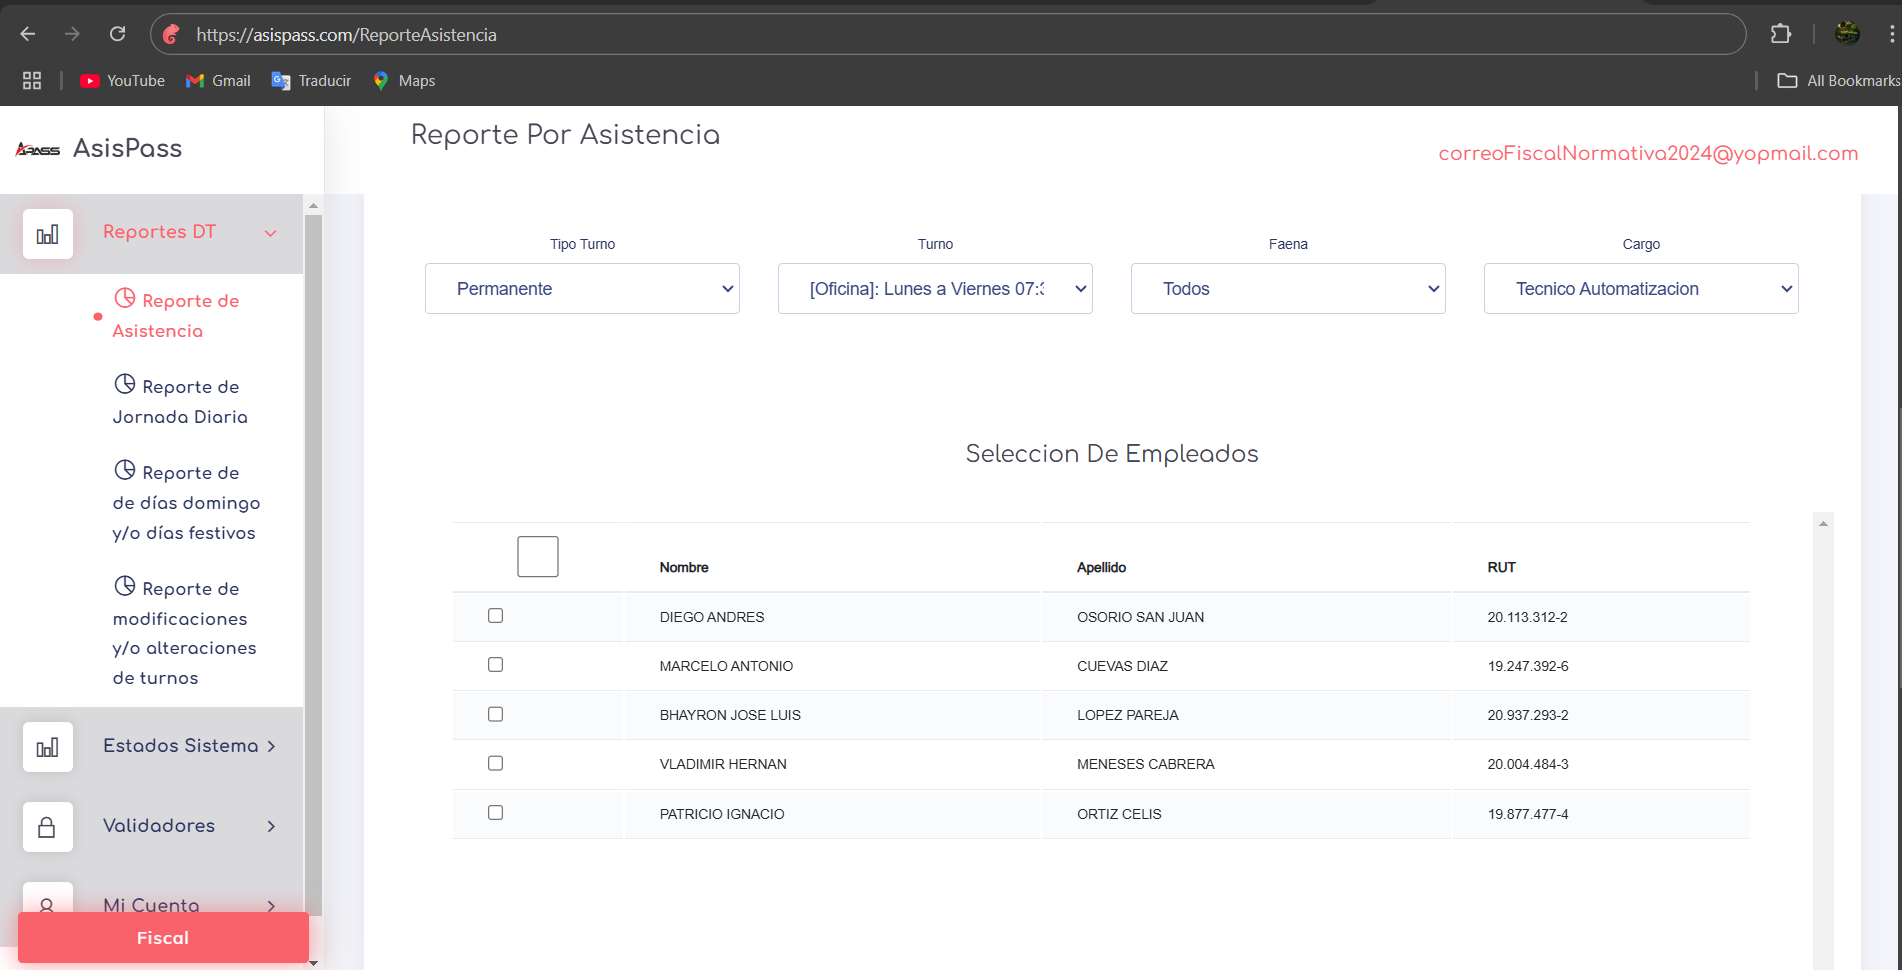 https://asispass.com/ReporteAsistencia
YouTube
Gmail
Traducir
Maps
All Bookmarks
APASS
AsisPass
Reporte Por Asistencia
correoFiscalNormativa2024@yopmail.com
Reportes DT
Reporte de
Asistencia
Reporte de
Jornada Diaria
Reporte de
de días domingo
y/o días festivos
Reporte de
modificaciones
y/o alteraciones
de turnos
Estados Sistema
Validadores
Mi Cuenta
Fiscal
Tipo Turno
Turno
Faena
Cargo
Permanente
[Oficina]: Lunes a Viernes 07:3
Todos
Tecnico Automatizacion
Seleccion De Empleados
Nombre Apellido RUT
DIEGO ANDRES OSORIO SAN JUAN 20.113.312-2
MARCELO ANTONIO CUEVAS DIAZ 19.247.392-6
BHAYRON JOSE LUIS LOPEZ PAREJA 20.937.293-2
VLADIMIR HERNAN MENESES CABRERA 20.004.484-3
PATRICIO IGNACIO ORTIZ CELIS 19.877.477-4